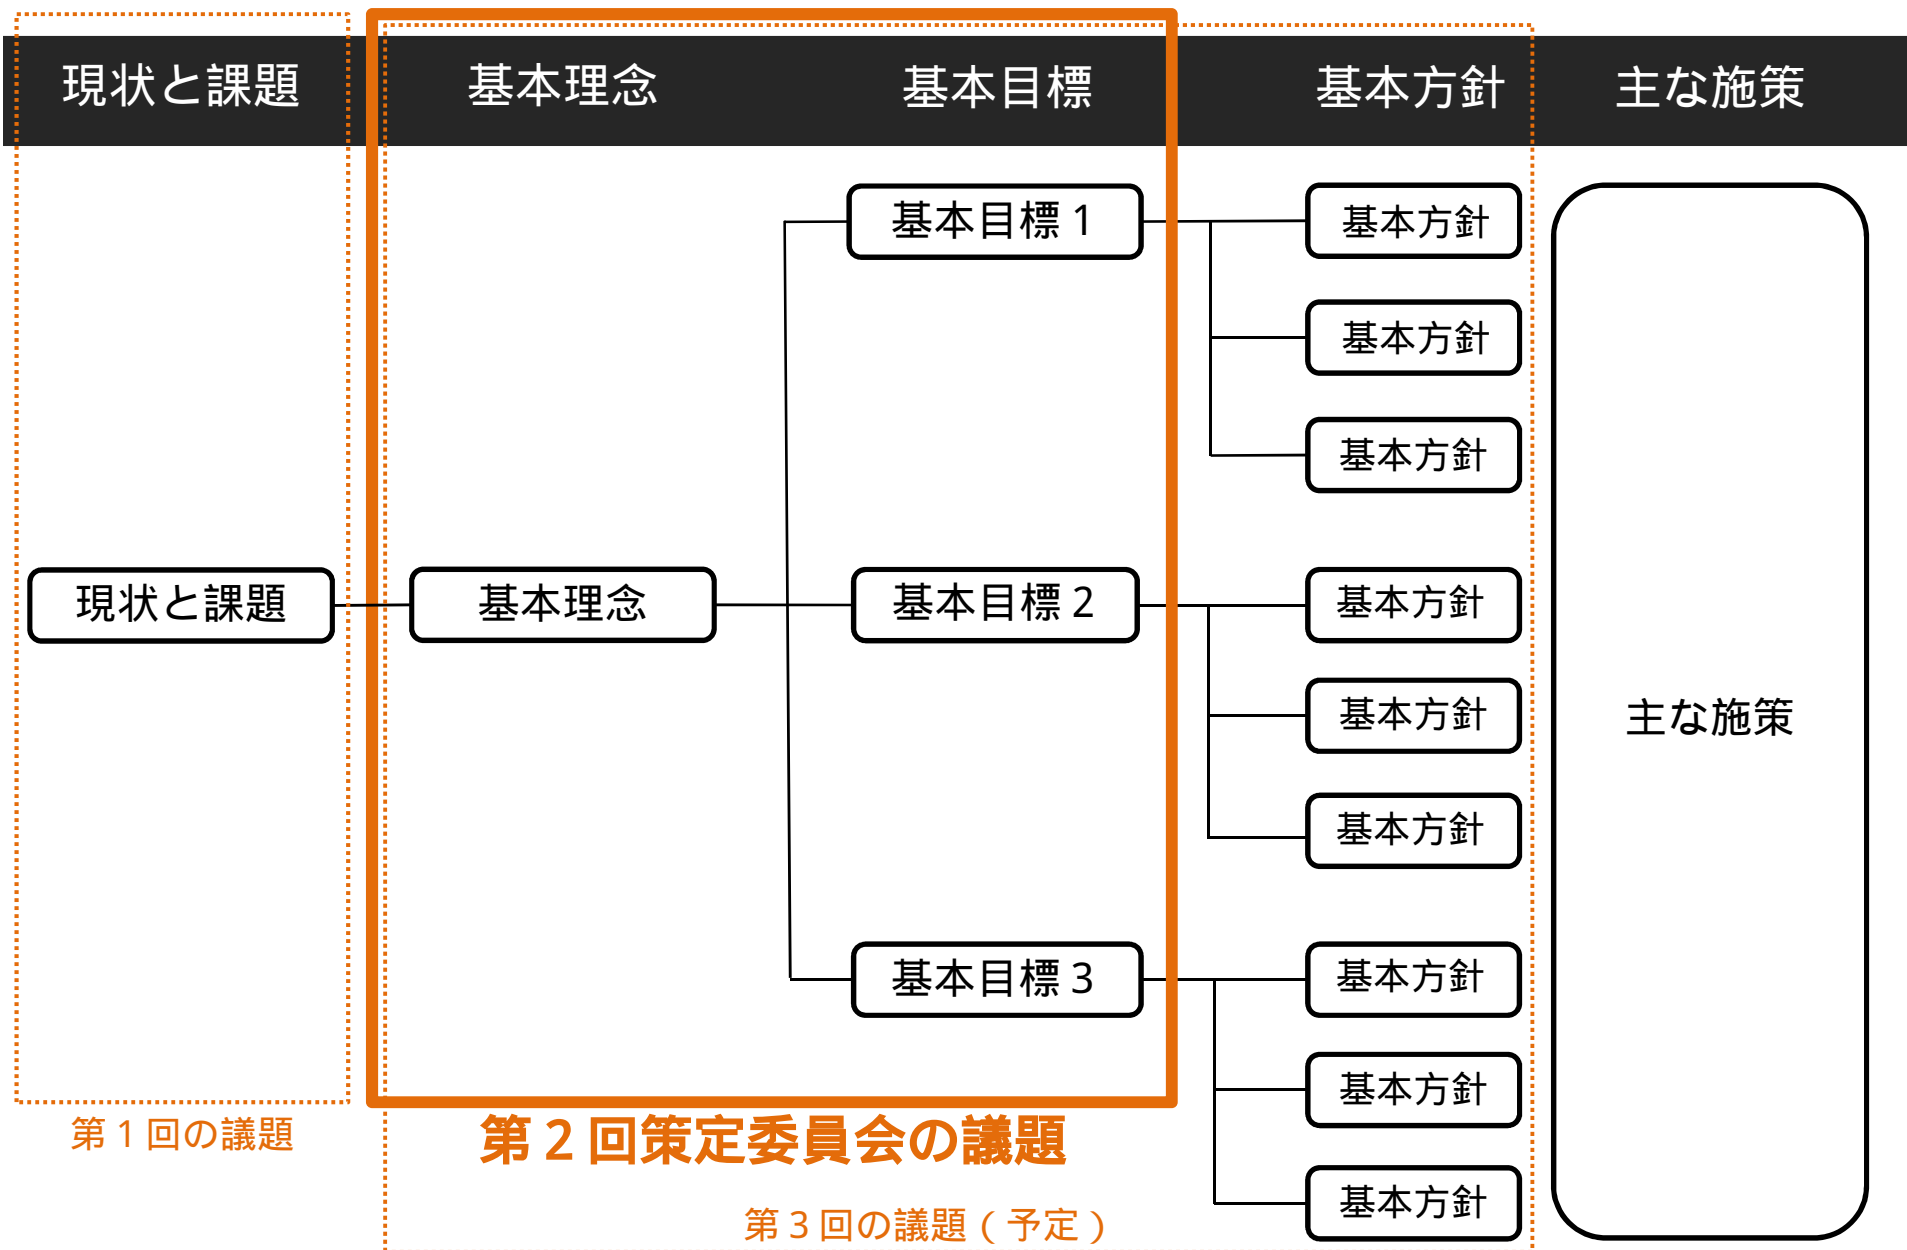 現状と課題
基本理念
基本目標
基本方針
主な施策
基本目標1
基本方針
基本方針
基本方針
現状と課題
基本理念
基本目標2
基本方針
基本方針
基本方針
主な施策
基本目標3
基本方針
基本方針
基本方針
第1回の議題
第2回策定委員会の議題
第3回の議題(予定)